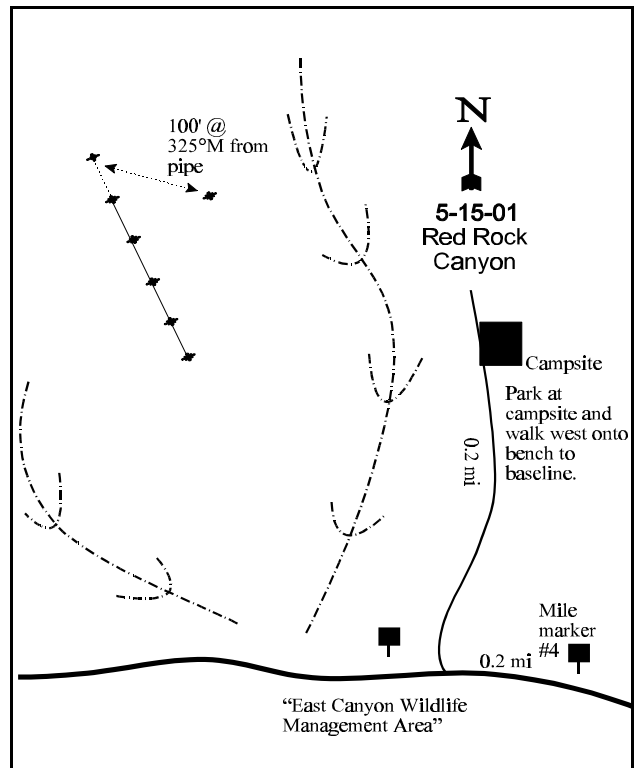 100' @
325°M from
pipe
N
5-15-01
Red Rock
Canyon
Campsite
Park at
campsite and
walk west onto
bench to
baseline.
0.2 mi
Mile
marker
#4
0.2 mi
“East Canyon Wildlife
Management Area”